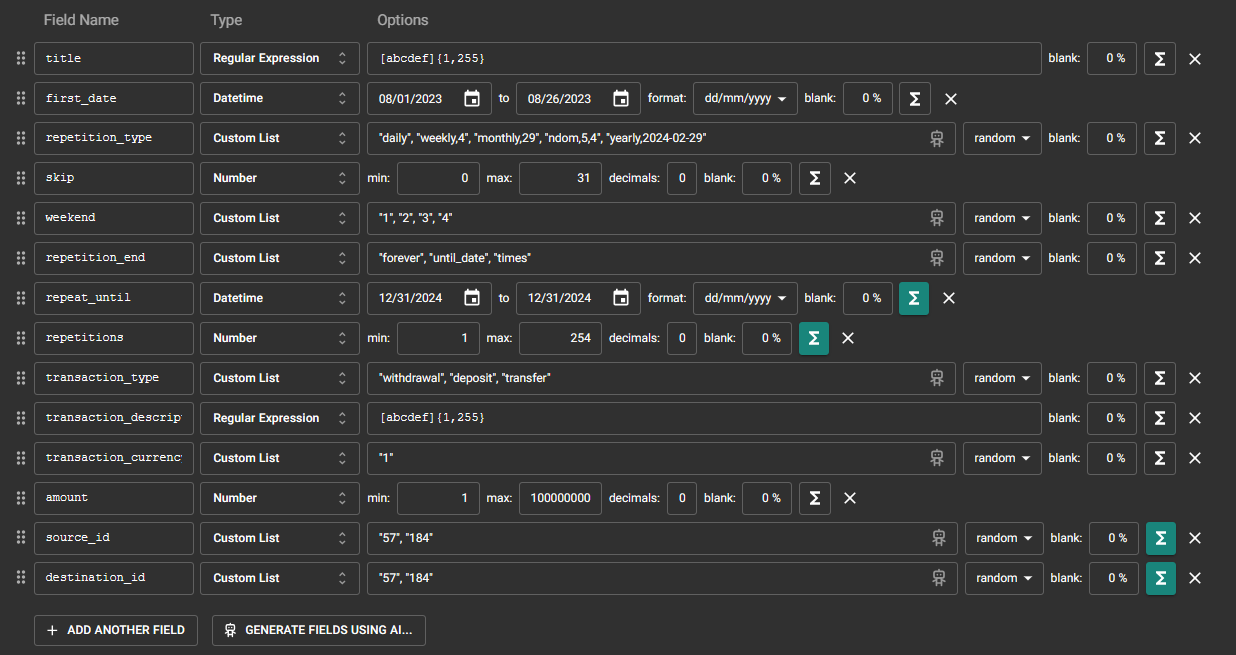 Field Name Type Options
title Regular Expression [abcdef]{1,255} blank: 0 % Σ
first_date Datetime 08/01/2023 to 08/26/2023 format: dd/mm/yyyy blank: 0 % Σ
repetition_type Custom List "daily", "weekly,4", "monthly,29", "ndom,5,4", "yearly,2024-02-29" random blank: 0 % Σ
skip Number min: 0 max: 31 decimals: 0 blank: 0 % Σ
weekend Custom List "1", "2", "3", "4" random blank: 0 % Σ
repetition_end Custom List "forever", "until_date", "times" random blank: 0 % Σ
repeat_until Datetime 12/31/2024 to 12/31/2024 format: dd/mm/yyyy blank: 0 % Σ
repetitions Number min: 1 max: 254 decimals: 0 blank: 0 % Σ
transaction_type Custom List "withdrawal", "deposit", "transfer" random blank: 0 % Σ
transaction_descrip Regular Expression [abcdef]{1,255} blank: 0 % Σ
transaction_currenc Custom List "1" random blank: 0 % Σ
amount Number min: 1 max: 100000000 decimals: 0 blank: 0 % Σ
source_id Custom List "57", "184" random blank: 0 % Σ
destination_id Custom List "57", "184" random blank: 0 % Σ
+ ADD ANOTHER FIELD GENERATE FIELDS USING AI...